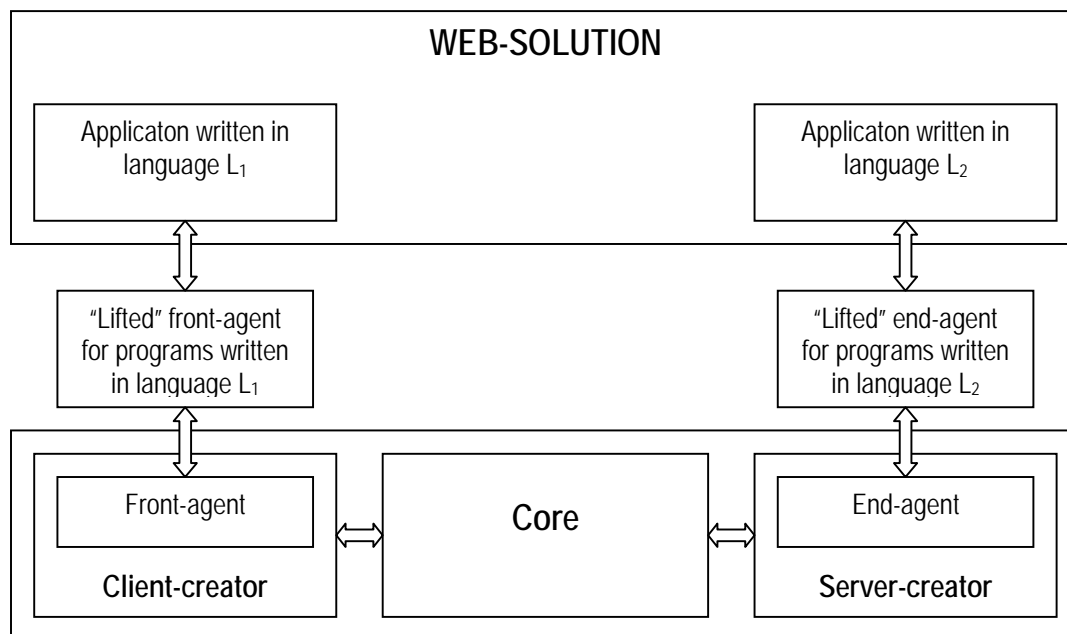 WEB-SOLUTION
Applicaton written in
language L₁
Applicaton written in
language L₂
“Lifted” front-agent
for programs written
in language L₁
“Lifted” end-agent
for programs written
in language L₂
Front-agent
Client-creator
Core
End-agent
Server-creator